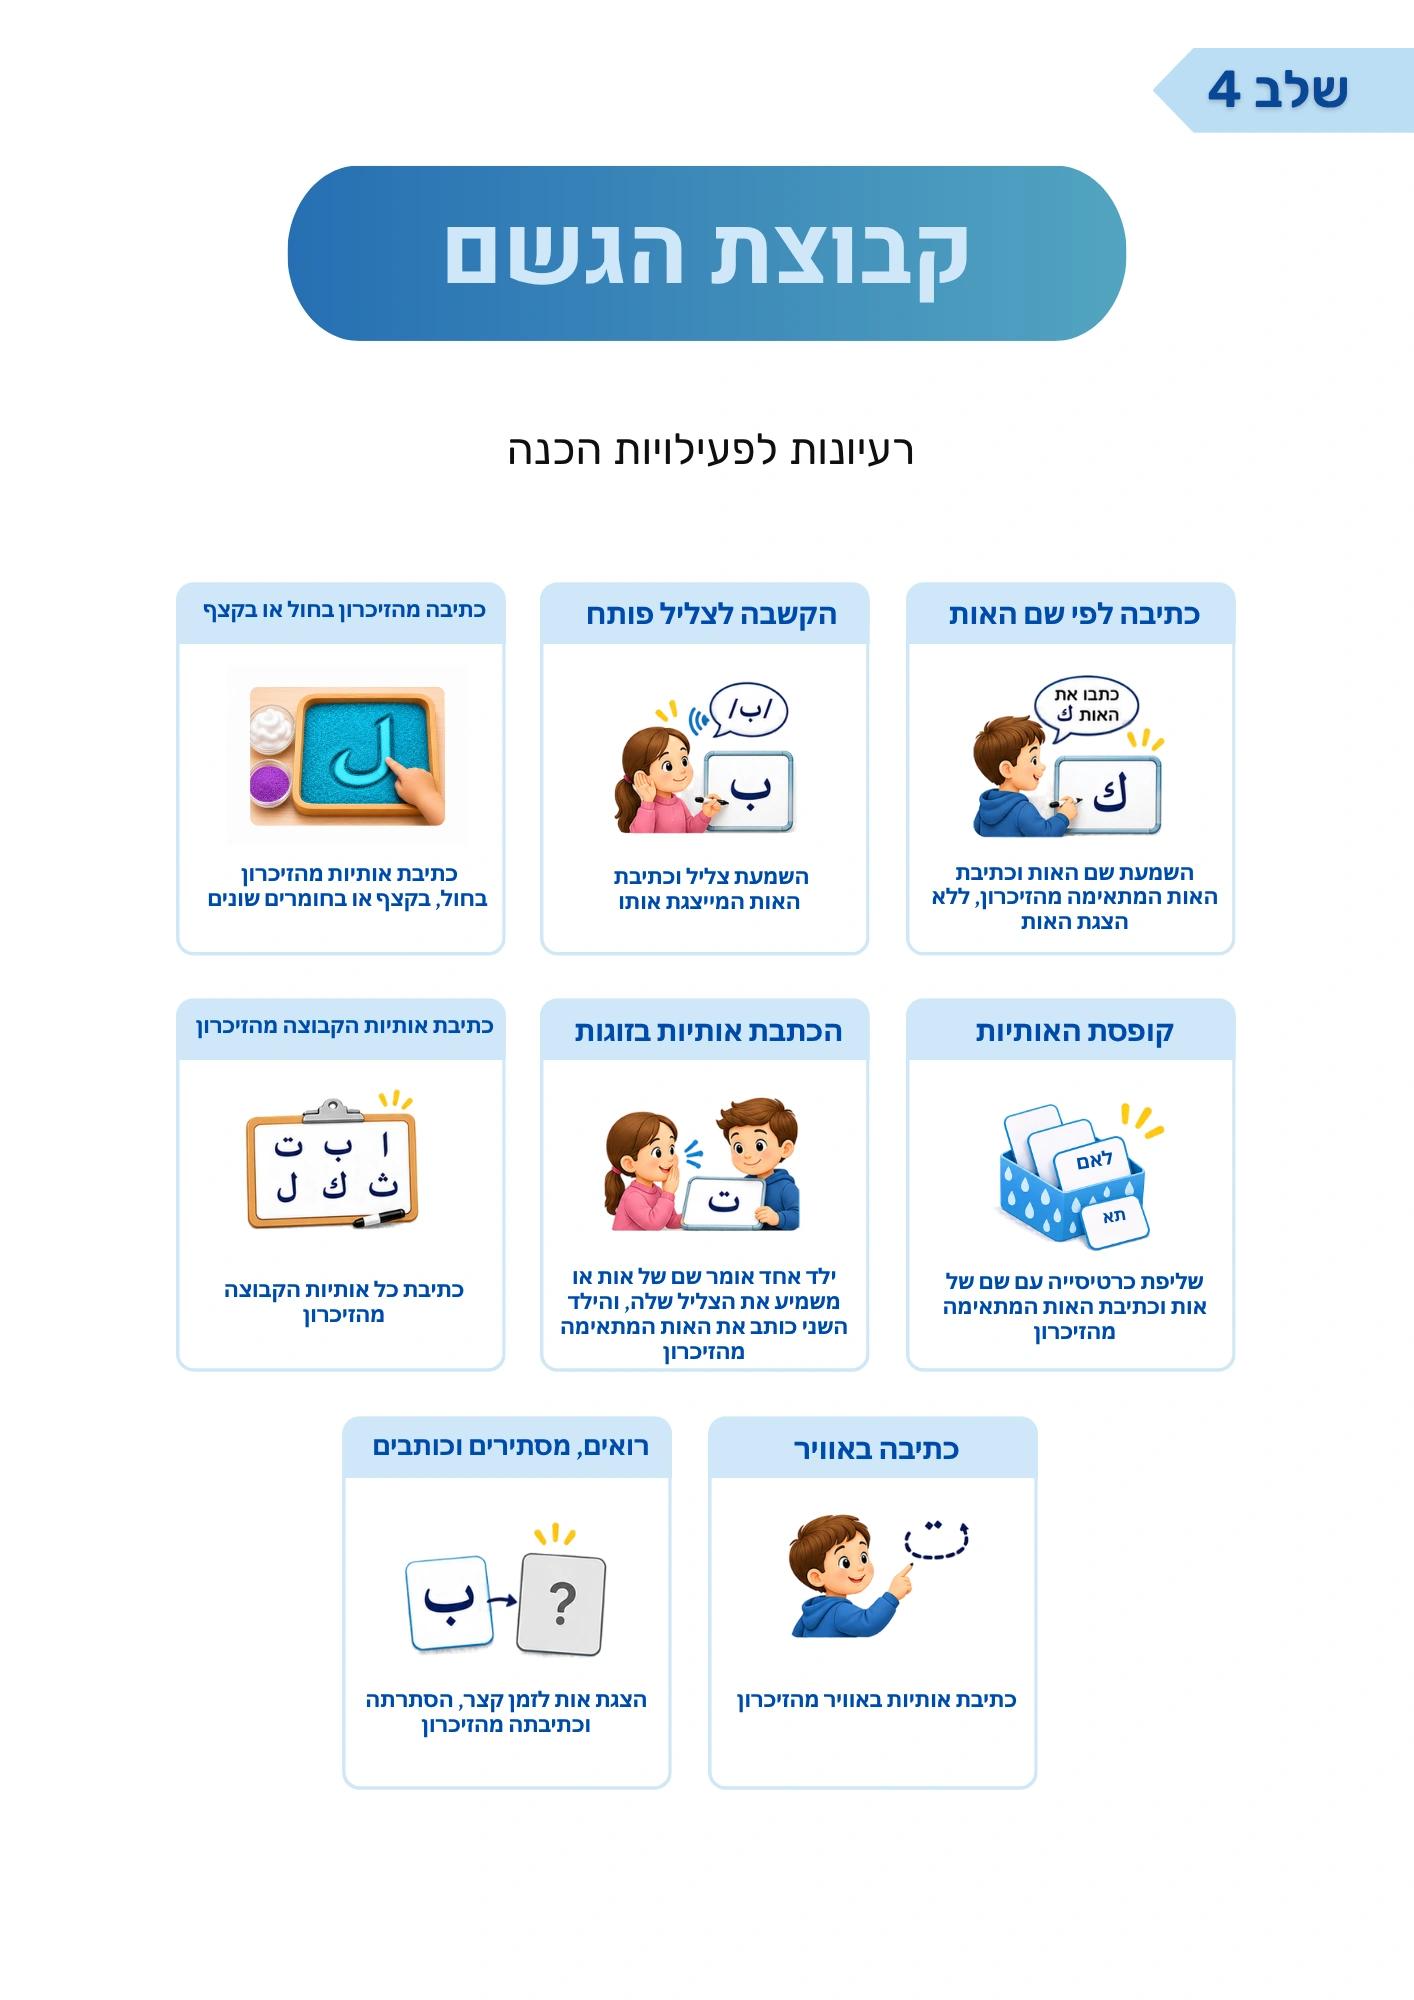 שלב 4
קבוצת הגשם
רעיונות לפעילויות הכנה
כתיבה לפי שם האות
כתבו את
האות ك
ك
השמעת שם האות וכתיבת
האות המתאימה מהזיכרון, ללא
הצגת האות
הקשבה לצליל פותח
/ب/
ب
השמעת צליל וכתיבת
האות המייצגת אותו
כתיבה מהזיכרון בחול או בקצף
ل
כתיבת אותיות מהזיכרון
בחול, בקצף או בחומרים שונים
קופסת האותיות
לאם
תא
שליפת כרטיסייה עם שם של
אות וכתיבת האות המתאימה
מהזיכרון
הכתבת אותיות בזוגות
ت
ילד אחד אומר שם של אות או
משמיע את הצליל שלה, והילד
השני כותב את האות המתאימה
מהזיכרון
כתיבת אותיות הקבוצה מהזיכרון
ا ب ت
ث ك ل
כתיבת כל אותיות הקבוצה
מהזיכרון
כתיבה באוויר
ت
כתיבת אותיות באוויר מהזיכרון
רואים, מסתירים וכותבים
ب
?
הצגת אות לזמן קצר, הסתרתה
וכתיבתה מהזיכרון